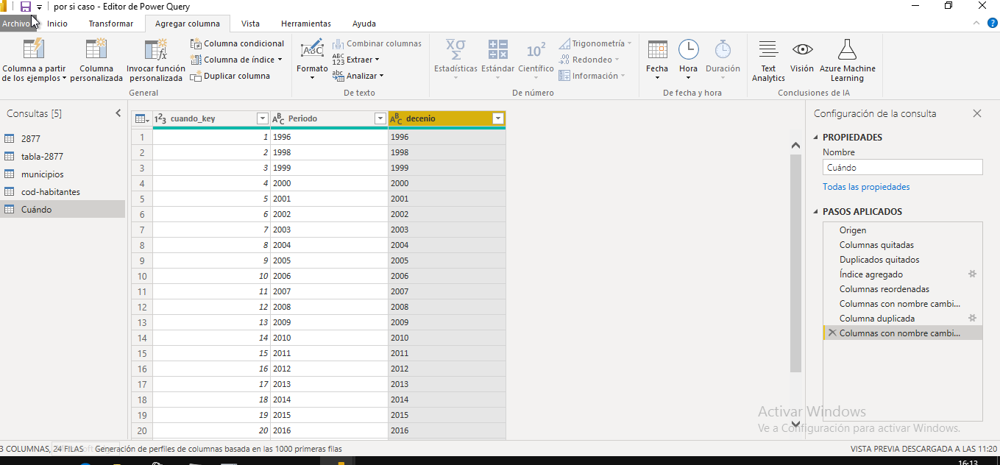 por si caso - Editor de Power Query
Archivo Inicio Transformar Agregar columna Vista Herramientas Ayuda
Columna a partir de los ejemplos
Columna personalizada
Invocar función personalizada
Columna condicional
Columna de índice
Duplicar columna
General
Formato
Combinar columnas
Extraer
Analizar
De texto
Estadísticas
Estándar
Científico
Trigonometría
Redondeo
Información
De número
Fecha
Hora
Duración
De fecha y hora
Text Analytics
Visión
Azure Machine Learning
Conclusiones de IA
Consultas [5]
2877
tabla-2877
municipios
cod-habitantes
Cuándo
cuando_key Periodo decenio
1 1 1996 1996
2 2 1998 1998
3 3 1999 1999
4 4 2000 2000
5 5 2001 2001
6 6 2002 2002
7 7 2003 2003
8 8 2004 2004
9 9 2005 2005
10 10 2006 2006
11 11 2007 2007
12 12 2008 2008
13 13 2009 2009
14 14 2010 2010
15 15 2011 2011
16 16 2012 2012
17 17 2013 2013
18 18 2014 2014
19 19 2015 2015
20 20 2016 2016
Configuración de la consulta
PROPIEDADES
Nombre
Cuándo
Todas las propiedades
PASOS APLICADOS
Origen
Columnas quitadas
Duplicados quitados
Índice agregado
Columnas reordenadas
Columnas con nombre cambi...
Columna duplicada
Columnas con nombre cambi...
Activar Windows
Ve a Configuración para activar Windows.
3 COLUMNAS, 24 FILAS Generación de perfiles de columnas basada en las 1000 primeras filas
VISTA PREVIA DESCARGADA A LAS 11:20
16:13